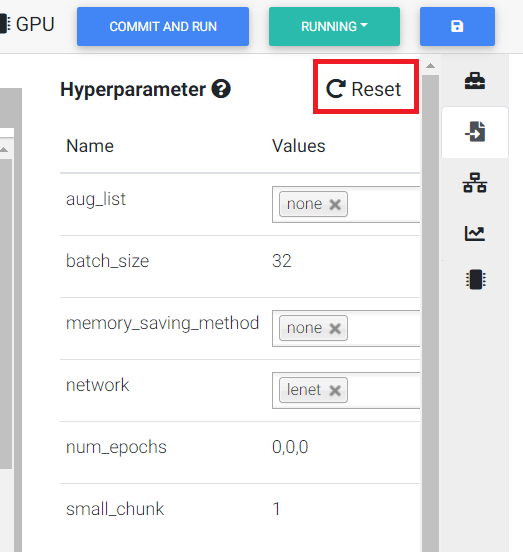 GPU COMMIT AND RUN RUNNING
Hyperparameter Reset
Name Values
aug_list none
batch_size 32
memory_saving_method none
network lenet
num_epochs 0,0,0
small_chunk 1